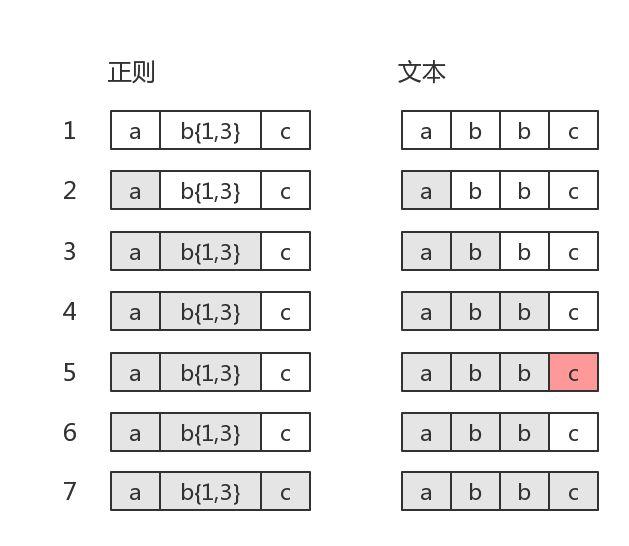 正则 文本
1 a b{1,3} c a b b c
2 a b{1,3} c a b b c
3 a b{1,3} c a b b c
4 a b{1,3} c a b b c
5 a b{1,3} c a b b c
6 a b{1,3} c a b b c
7 a b{1,3} c a b b c